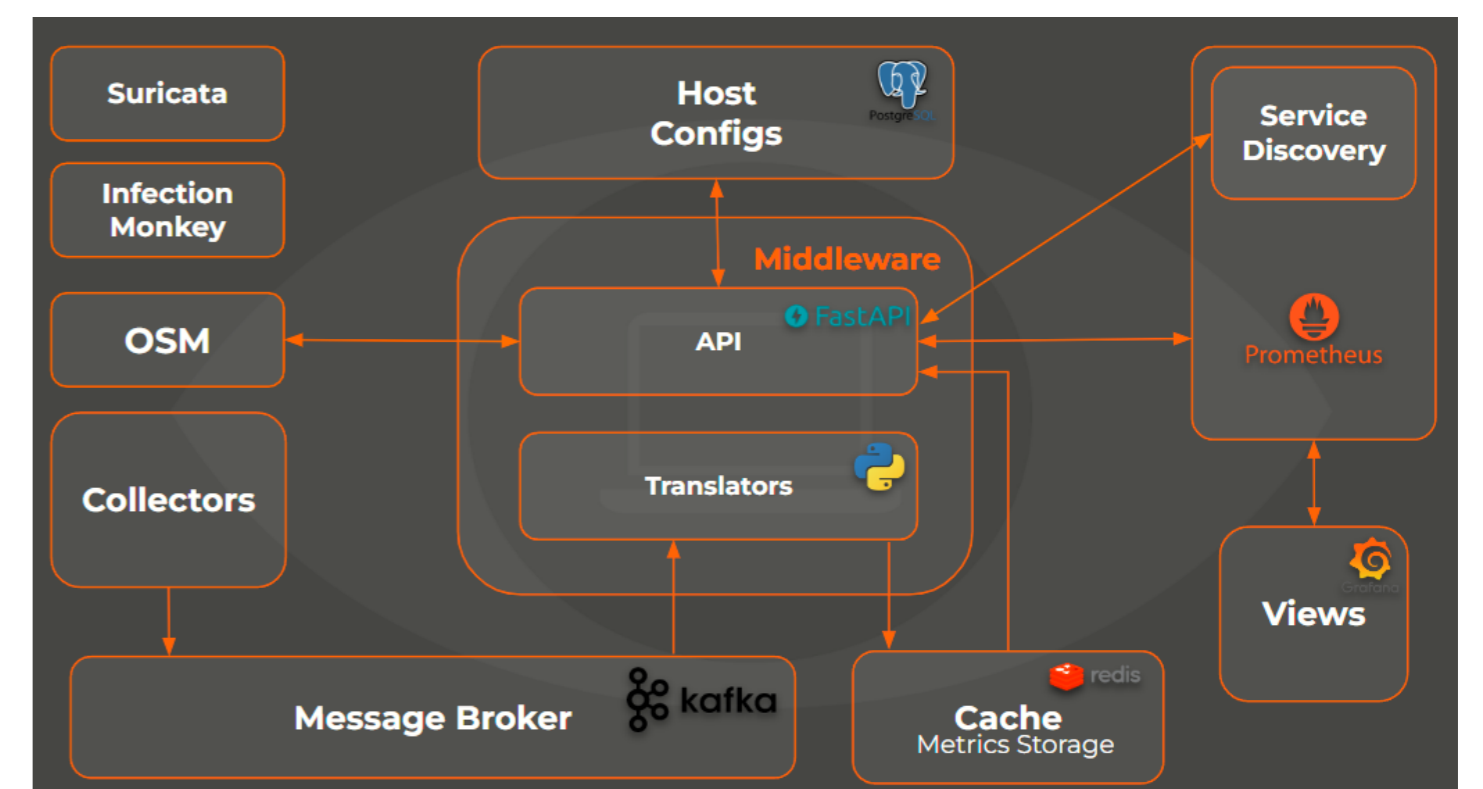 Suricata
Infection
Monkey
OSM
Collectors
Host
Configs
PostgreSQL
Middleware
FastAPI
API
Translators
Service
Discovery
Prometheus
Grafana
Views
Message Broker
kafka
redis
Cache
Metrics Storage